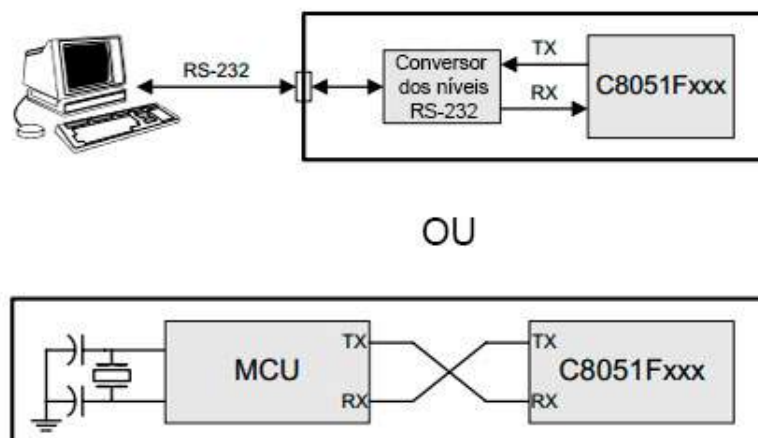 RS-232
Conversor
dos níveis
RS-232
TX
RX
C8051Fxxx
OU
MCU
TX
RX
TX
RX
C8051Fxxx